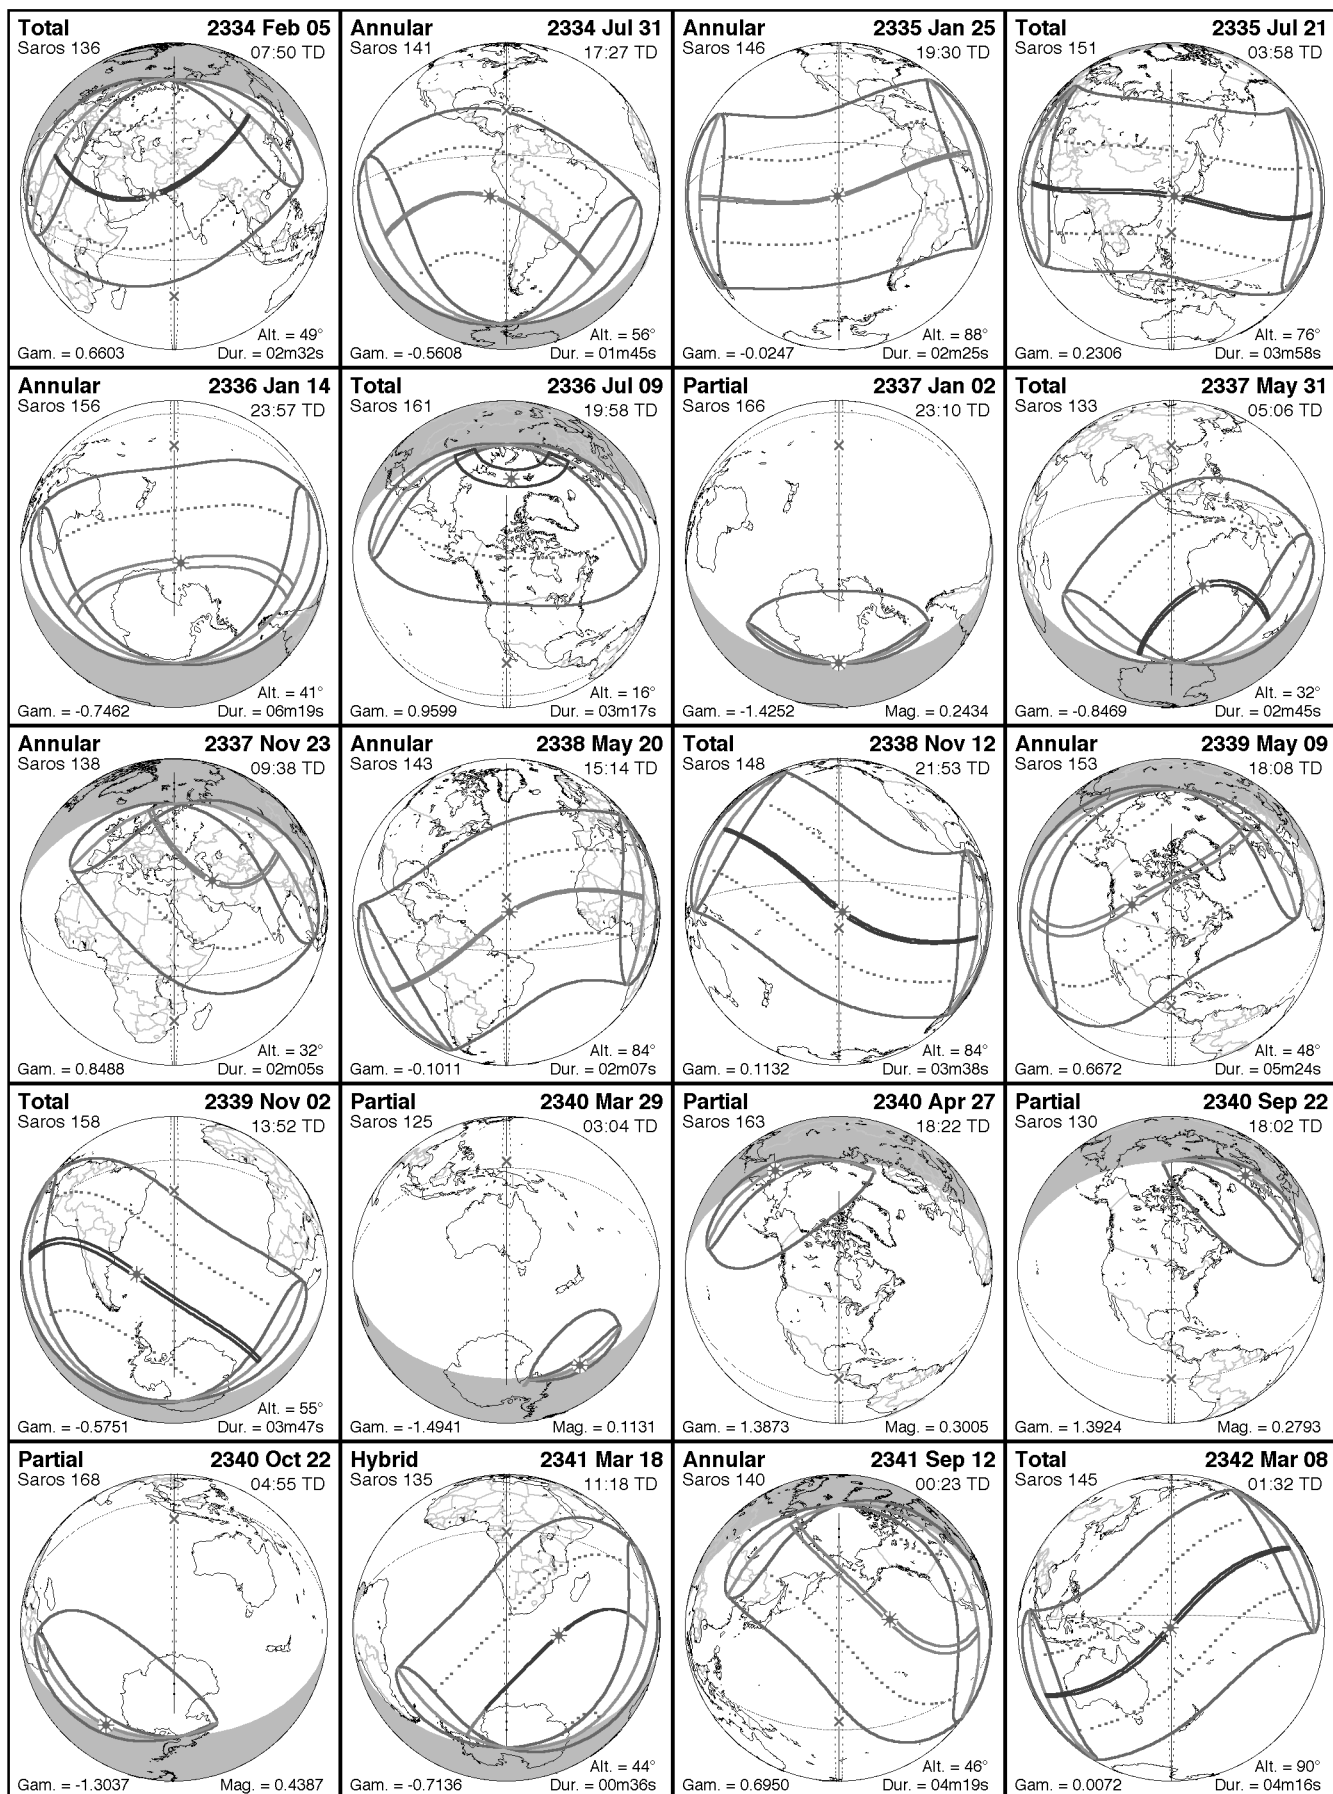 Total 2334 Feb 05
Saros 136 07:50 TD
Alt. = 49°
Gam. = 0.6603 Dur. = 02m32s
Annular 2334 Jul 31
Saros 141 17:27 TD
Alt. = 56°
Gam. = -0.5608 Dur. = 01m45s
Annular 2335 Jan 25
Saros 146 19:30 TD
Alt. = 88°
Gam. = -0.0247 Dur. = 02m25s
Total 2335 Jul 21
Saros 151 03:58 TD
Alt. = 76°
Gam. = 0.2306 Dur. = 03m58s
Annular 2336 Jan 14
Saros 156 23:57 TD
Alt. = 41°
Gam. = -0.7462 Dur. = 06m19s
Total 2336 Jul 09
Saros 161 19:58 TD
Alt. = 16°
Gam. = 0.9599 Dur. = 03m17s
Partial 2337 Jan 02
Saros 166 23:10 TD
Gam. = -1.4252 Mag. = 0.2434
Total 2337 May 31
Saros 133 05:06 TD
Alt. = 32°
Gam. = -0.8469 Dur. = 02m45s
Annular 2337 Nov 23
Saros 138 09:38 TD
Alt. = 32°
Gam. = 0.8488 Dur. = 02m05s
Annular 2338 May 20
Saros 143 15:14 TD
Alt. = 84°
Gam. = -0.1011 Dur. = 02m07s
Total 2338 Nov 12
Saros 148 21:53 TD
Alt. = 84°
Gam. = 0.1132 Dur. = 03m38s
Annular 2339 May 09
Saros 153 18:08 TD
Alt. = 48°
Gam. = 0.6672 Dur. = 05m24s
Total 2339 Nov 02
Saros 158 13:52 TD
Alt. = 55°
Gam. = -0.5751 Dur. = 03m47s
Partial 2340 Mar 29
Saros 125 03:04 TD
Gam. = -1.4941 Mag. = 0.1131
Partial 2340 Apr 27
Saros 163 18:22 TD
Gam. = 1.3873 Mag. = 0.3005
Partial 2340 Sep 22
Saros 130 18:02 TD
Gam. = 1.3924 Mag. = 0.2793
Partial 2340 Oct 22
Saros 168 04:55 TD
Gam. = -1.3037 Mag. = 0.4387
Hybrid 2341 Mar 18
Saros 135 11:18 TD
Alt. = 44°
Gam. = -0.7136 Dur. = 00m36s
Annular 2341 Sep 12
Saros 140 00:23 TD
Alt. = 46°
Gam. = 0.6950 Dur. = 04m19s
Total 2342 Mar 08
Saros 145 01:32 TD
Alt. = 90°
Gam. = 0.0072 Dur. = 04m16s